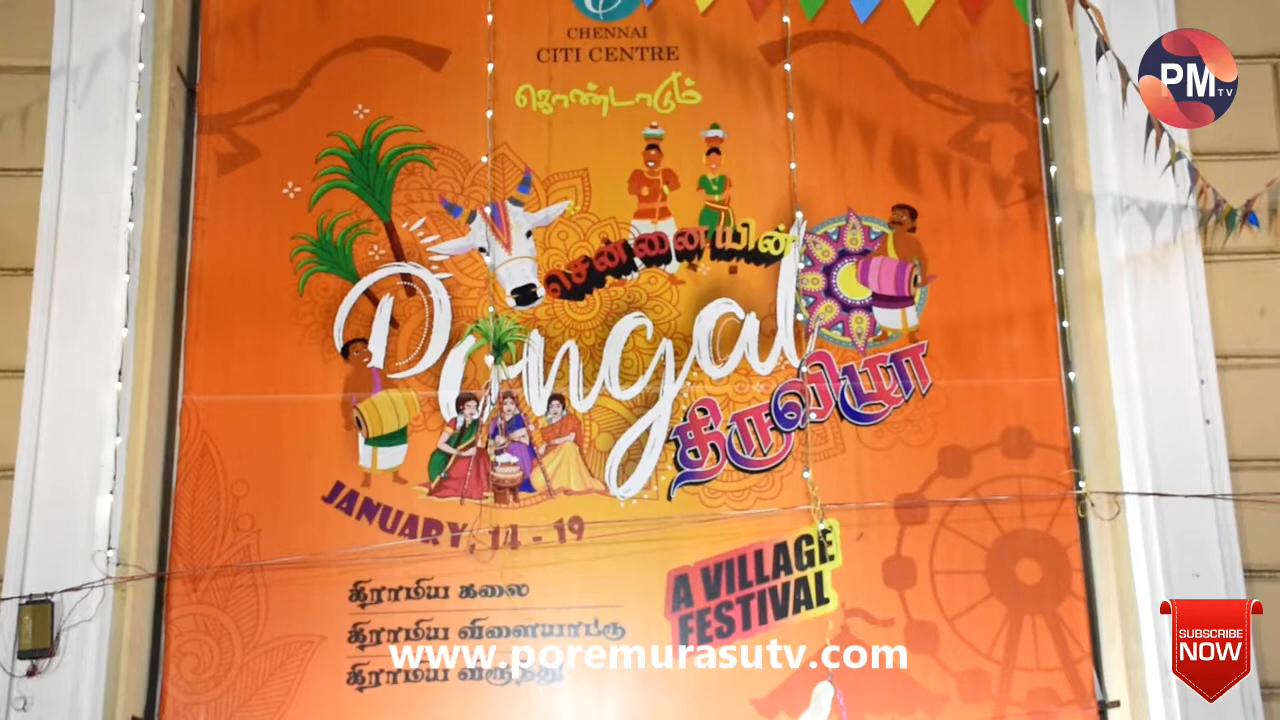 CHENNAI
CITI CENTRE
கொண்டாடும்
சென்னையின்
Pongal
திருவிழா
JANUARY, 14 - 19
A VILLAGE
FESTIVAL
கிராமிய கலை
கிராமிய விளையாட்டு
கிராமிய விருந்து
www.poremurasutv.com
PM TV
SUBSCRIBE
NOW